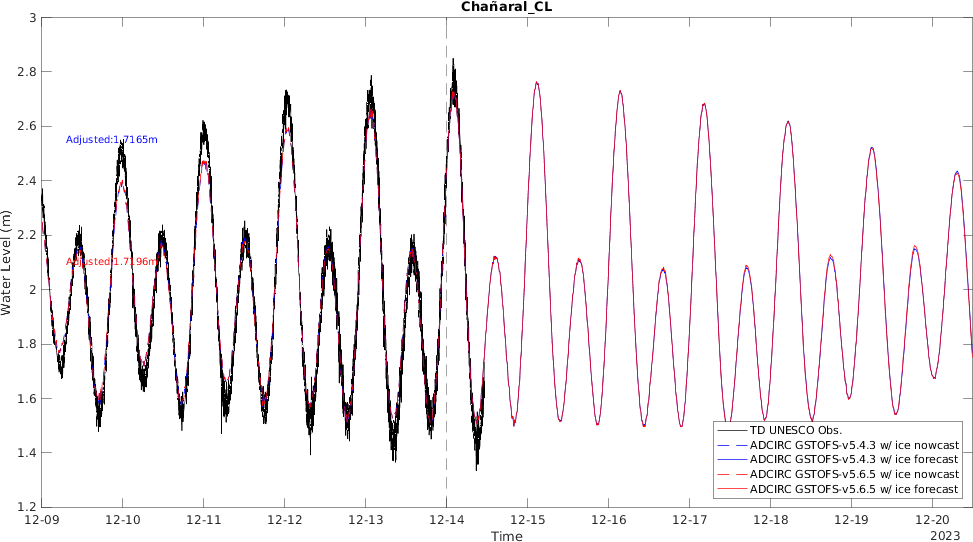 Chañaral_CL
3
2.8
2.6
2.4
2.2
2
1.8
1.6
1.4
1.2
Water Level (m)
Adjusted:1.7165m
Adjusted:1.7196m
TD UNESCO Obs.
ADCIRC GSTOFS-v5.4.3 w/ ice nowcast
ADCIRC GSTOFS-v5.4.3 w/ ice forecast
ADCIRC GSTOFS-v5.6.5 w/ ice nowcast
ADCIRC GSTOFS-v5.6.5 w/ ice forecast
12-09 12-10 12-11 12-12 12-13 12-14 12-15 12-16 12-17 12-18 12-19 12-20
Time
2023